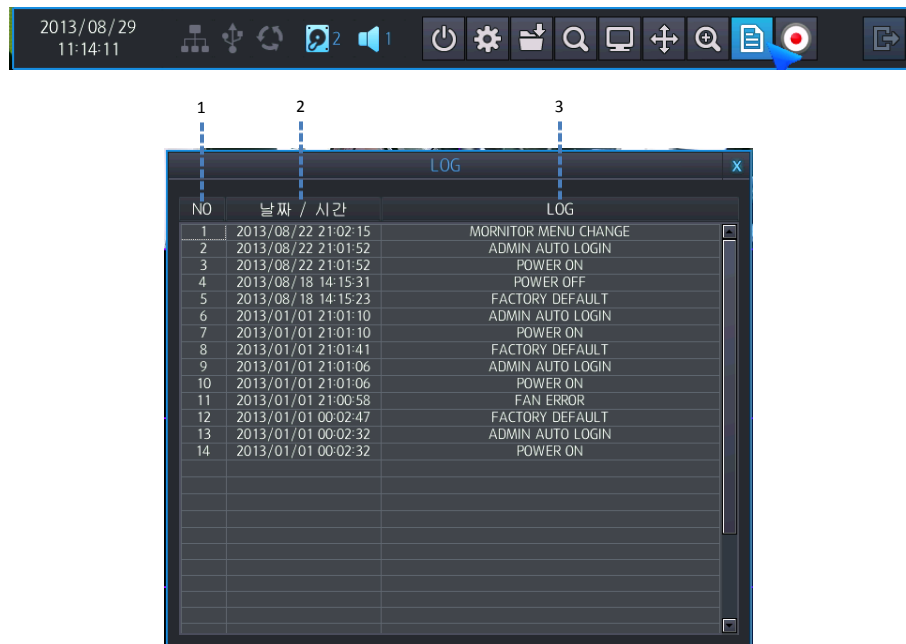 2013/08/29
11:14:11
2
1
1 2 3
LOG
X
NO 날짜 / 시간 LOG
1 2013/08/22 21:02:15 MORNITOR MENU CHANGE
2 2013/08/22 21:01:52 ADMIN AUTO LOGIN
3 2013/08/22 21:01:52 POWER ON
4 2013/08/18 14:15:31 POWER OFF
5 2013/08/18 14:15:23 FACTORY DEFAULT
6 2013/01/01 21:01:10 ADMIN AUTO LOGIN
7 2013/01/01 21:01:10 POWER ON
8 2013/01/01 21:01:41 FACTORY DEFAULT
9 2013/01/01 21:01:06 ADMIN AUTO LOGIN
10 2013/01/01 21:01:06 POWER ON
11 2013/01/01 21:00:58 FAN ERROR
12 2013/01/01 00:02:47 FACTORY DEFAULT
13 2013/01/01 00:02:32 ADMIN AUTO LOGIN
14 2013/01/01 00:02:32 POWER ON